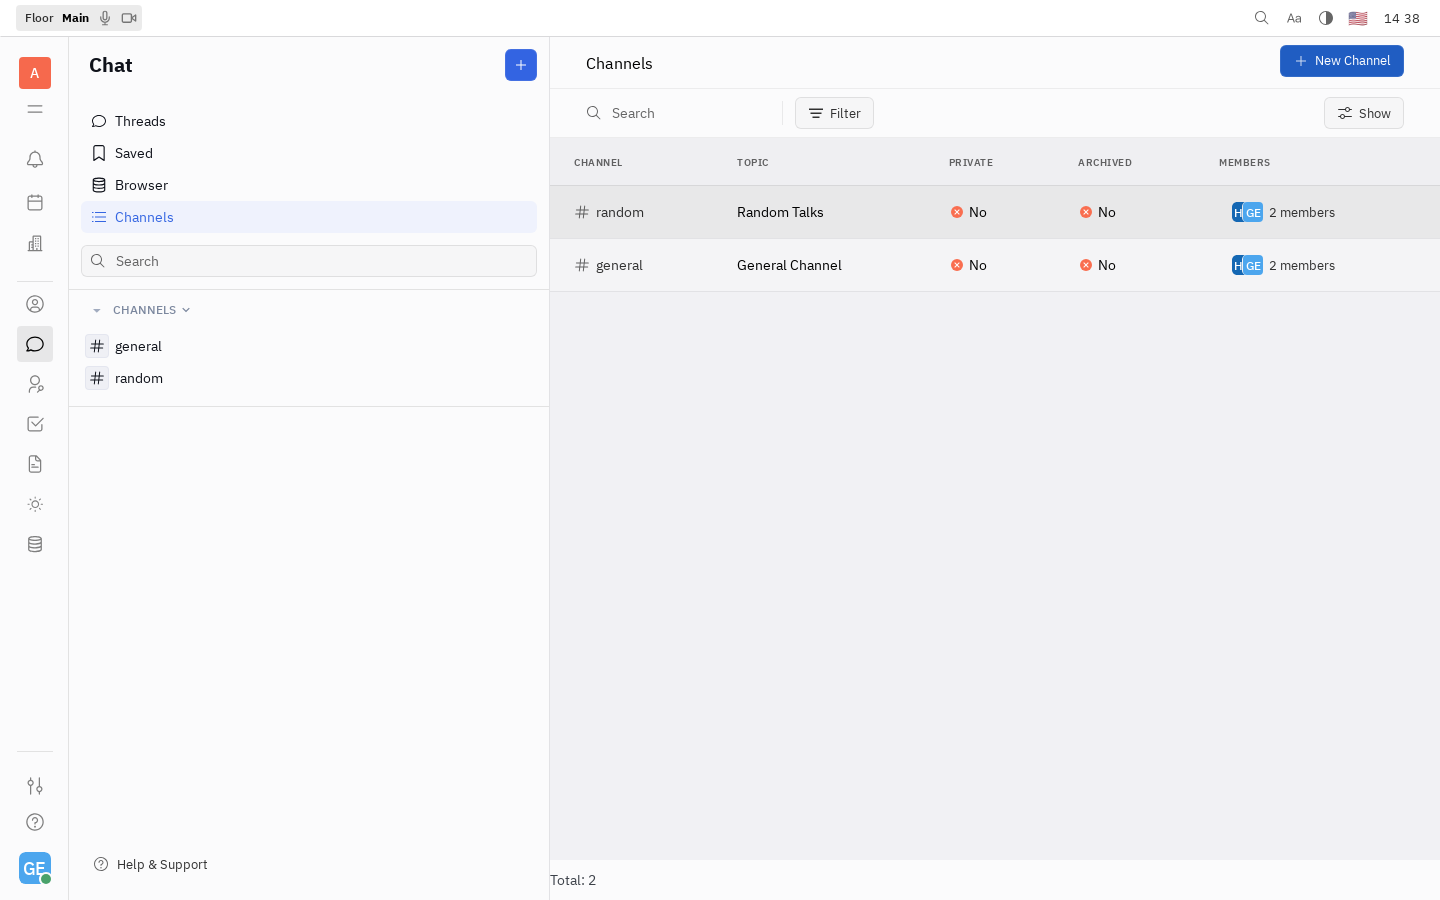 Floor Main
Aa
14 38
A
Chat
Threads
Saved
Browser
Channels
Search
CHANNELS
general
random
Help & Support
GE
Channels
New Channel
Search
Filter
Show
CHANNEL TOPIC PRIVATE ARCHIVED MEMBERS
random Random Talks No No H GE 2 members
general General Channel No No H GE 2 members
Total: 2